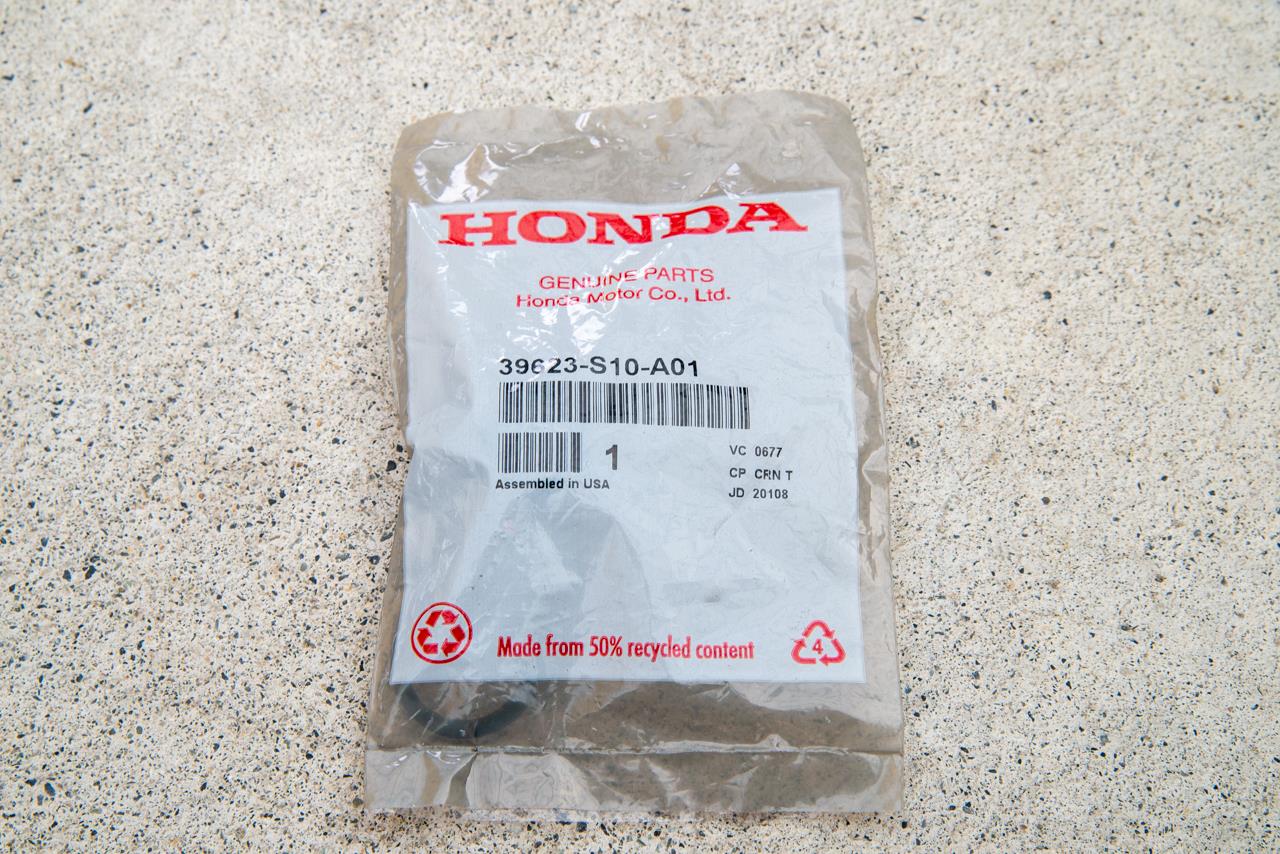 HONDA
GENUINE PARTS
Honda Motor Co., Ltd.
39623-S10-A01
1
Assembled in USA
VC 0677
CP CRN T
JD 20108
Made from 50% recycled content
4